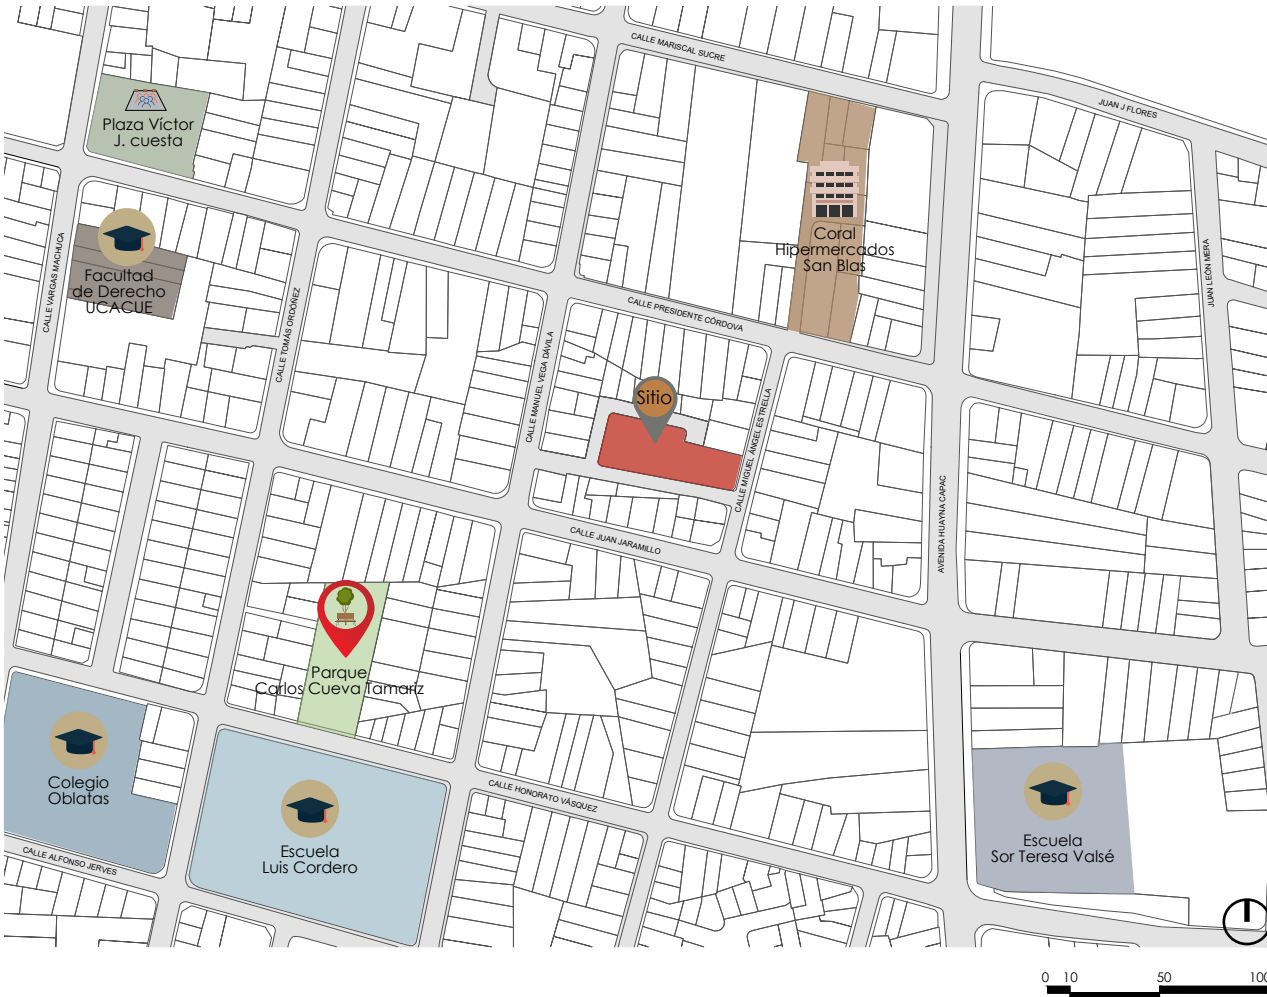 CALLE MARISCAL SUCRE
JUAN J FLORES
Plaza Víctor
J. cuesta
CALLE VARGAS MACHUCA
Facultad
de Derecho
UCACUE
CALLE TOMÁS ORDÓÑEZ
Coral
Hipermercados
San Blas
JUAN LEÓN MERA
CALLE PRESIDENTE CÓRDOVA
CALLE MANUEL VEGA DÁVILA
Sitio
CALLE MIGUEL ÁNGEL ESTRELLA
AVENIDA HUAYNA CAPAC
CALLE JUAN JARAMILLO
Parque
Carlos Cueva Tamariz
Colegio
Oblatas
CALLE HONORATO VÁSQUEZ
Escuela
Luis Cordero
Escuela
Sor Teresa Valsé
CALLE ALFONSO JERVES
0 10 50 100